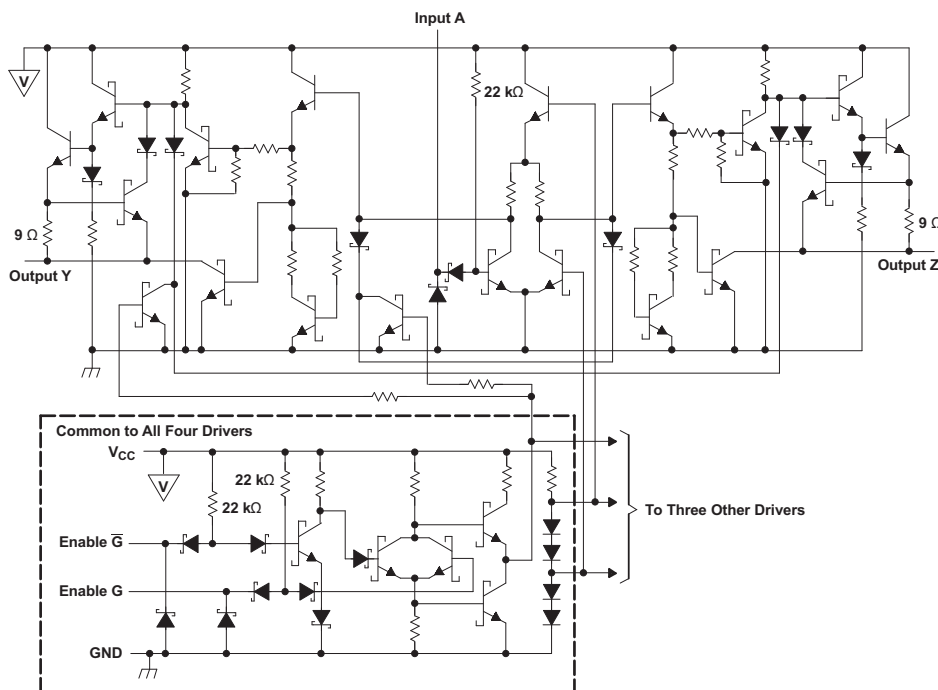 Input A
V
22 kΩ
9 Ω
9 Ω
Output Y
Output Z
Common to All Four Drivers
VCC
V
22 kΩ
22 kΩ
To Three Other Drivers
Enable G̅
Enable G
GND